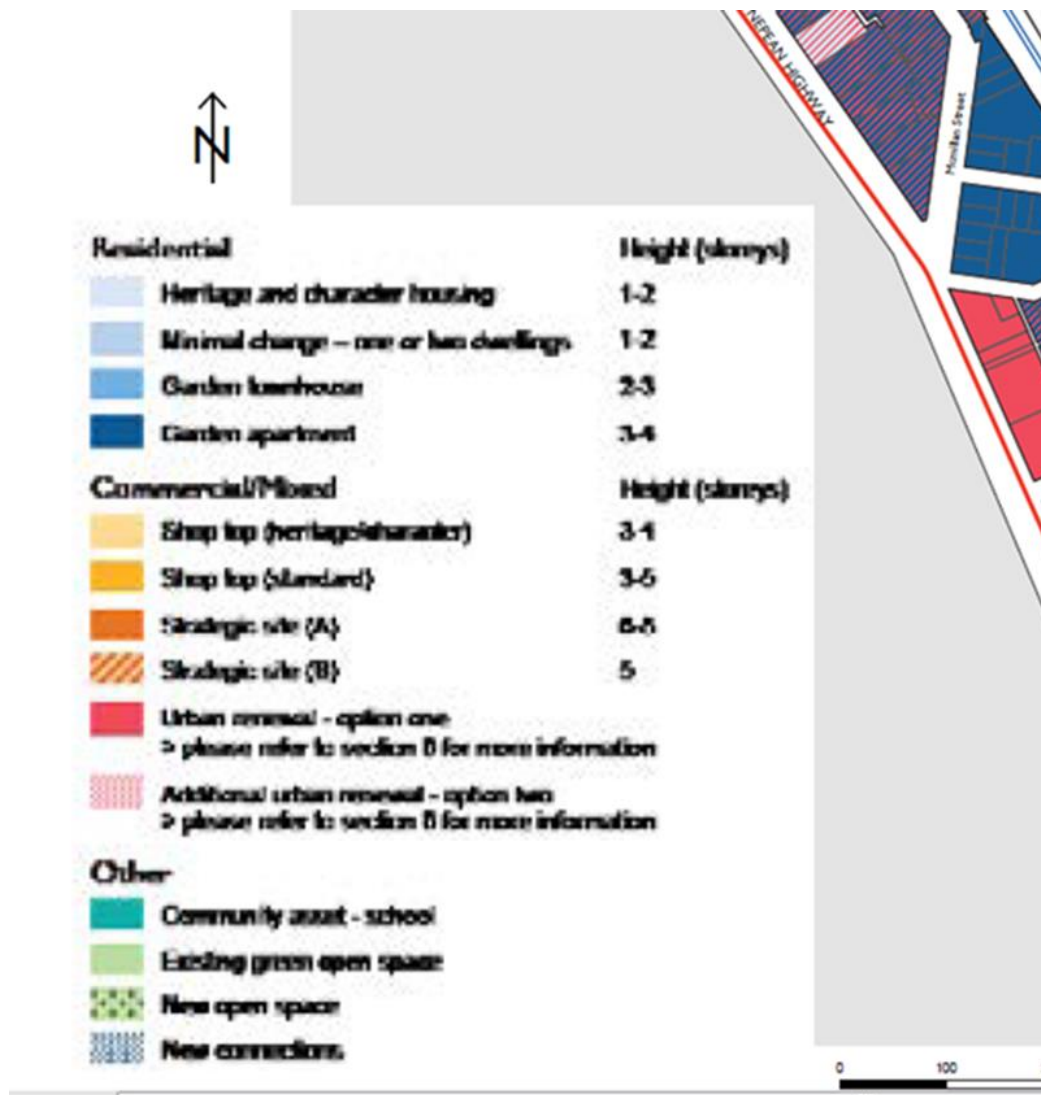 NEPEAN HIGHWAY
McMillan Street
N
Residential Height (storeys)
Heritage and character housing 1-2
Minimal change – one or two dwellings 1-2
Garden townhouse 2-3
Garden apartment 3-4
Commercial/Mixed Height (storeys)
Shop top (heritage/character) 3-4
Shop top (standard)
Strategic site (A)
Strategic site (B) 5
Urban renewal - option one
> please refer to section for more information
Additional urban renewal - option two
> please refer to section for more information
Other
Community asset - school
Existing green open space
New open space
New connections
0 100